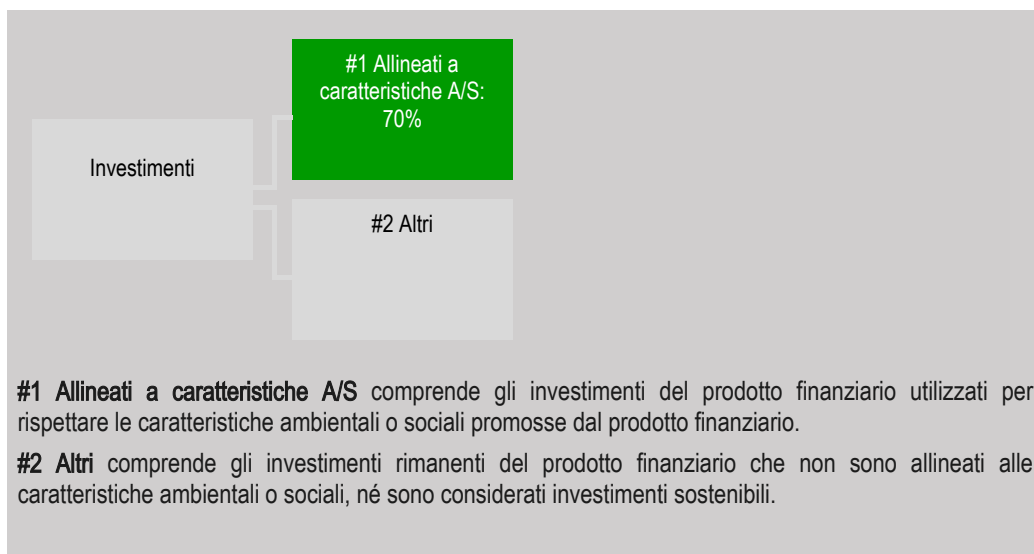 #1 Allineati a
caratteristiche A/S:
70%
Investimenti
#2 Altri
#1 Allineati a caratteristiche A/S comprende gli investimenti del prodotto finanziario utilizzati per
rispettare le caratteristiche ambientali o sociali promosse dal prodotto finanziario.
#2 Altri comprende gli investimenti rimanenti del prodotto finanziario che non sono allineati alle
caratteristiche ambientali o sociali, né sono considerati investimenti sostenibili.